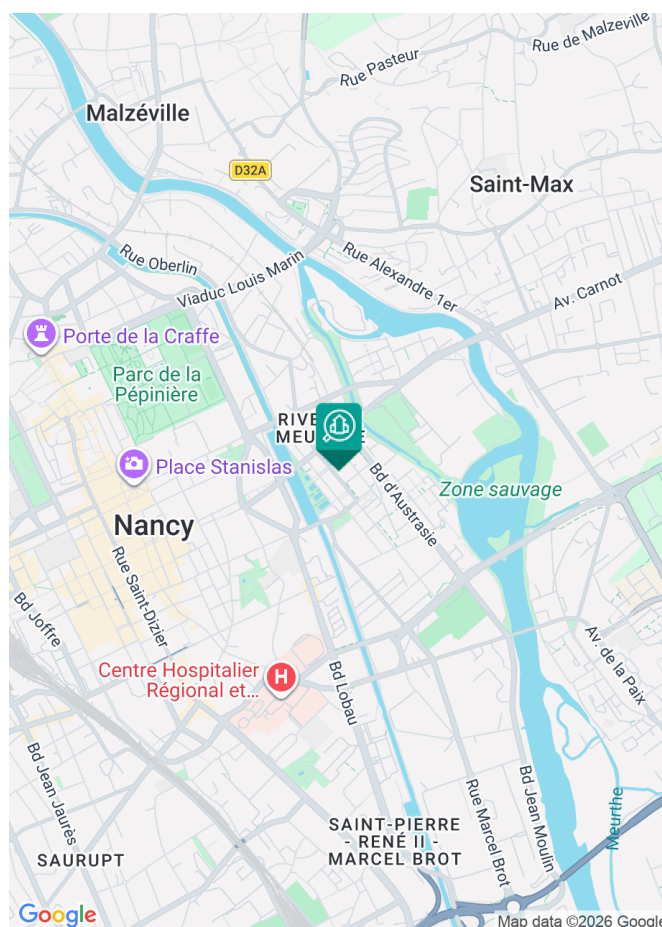 Rue de Malzeville
Rue Pasteur
Malzéville
D32A
Saint-Max
Rue Oberlin
Rue Alexandre 1er
Viaduc Louis Marin
Av. Carnot
Porte de la Craffe
Parc de la
Pépinière
Place Stanislas
Bd d'Austrasie
Zone sauvage
Nancy
Rue Saint-Dizier
Bd Joffre
Centre Hospitalier
Régional et...
H
Bd Lobau
Av. de la Paix
Bd Jean Jaurès
Rue Marcel Brot
Bd Jean Moulin
Meurthe
SAINT-PIERRE
- RENÉ II -
MARCEL BROT
SAURUPT
Google
Map data ©2026 Google